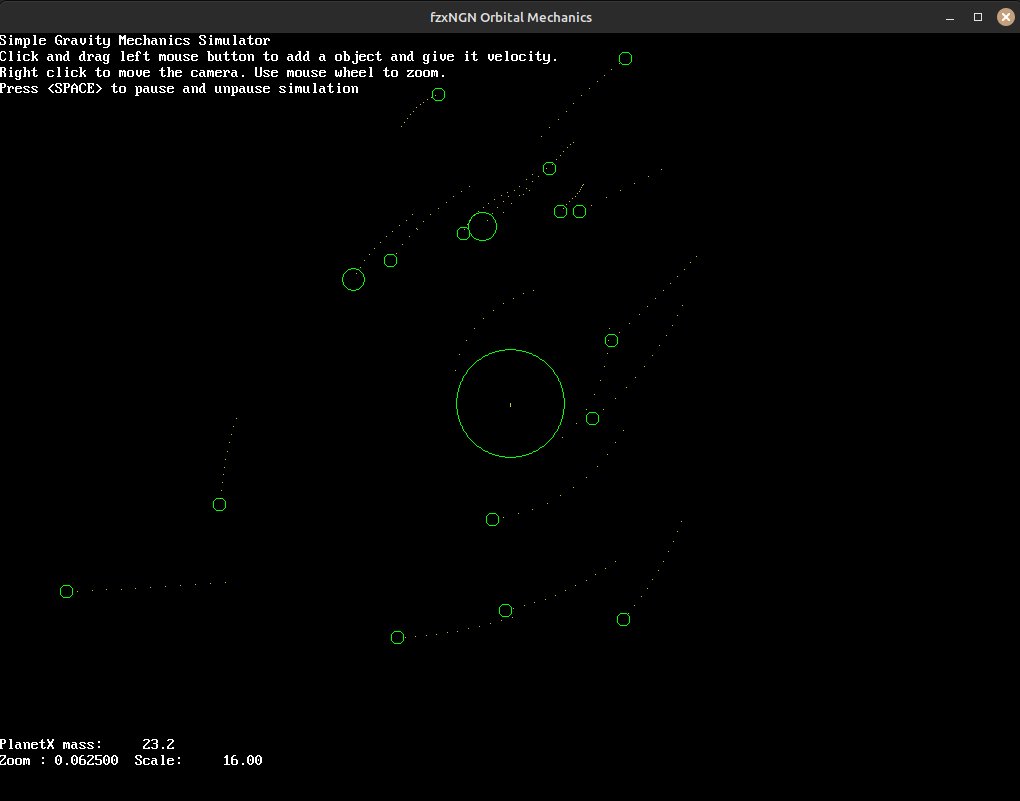 fzxNGN Orbital Mechanics
Simple Gravity Mechanics Simulator
Click and drag left mouse button to add a object and give it velocity.
Right click to move the camera. Use mouse wheel to zoom.
Press <SPACE> to pause and unpause simulation
PlanetX mass:     23.2
Zoom : 0.062500  Scale:     16.00